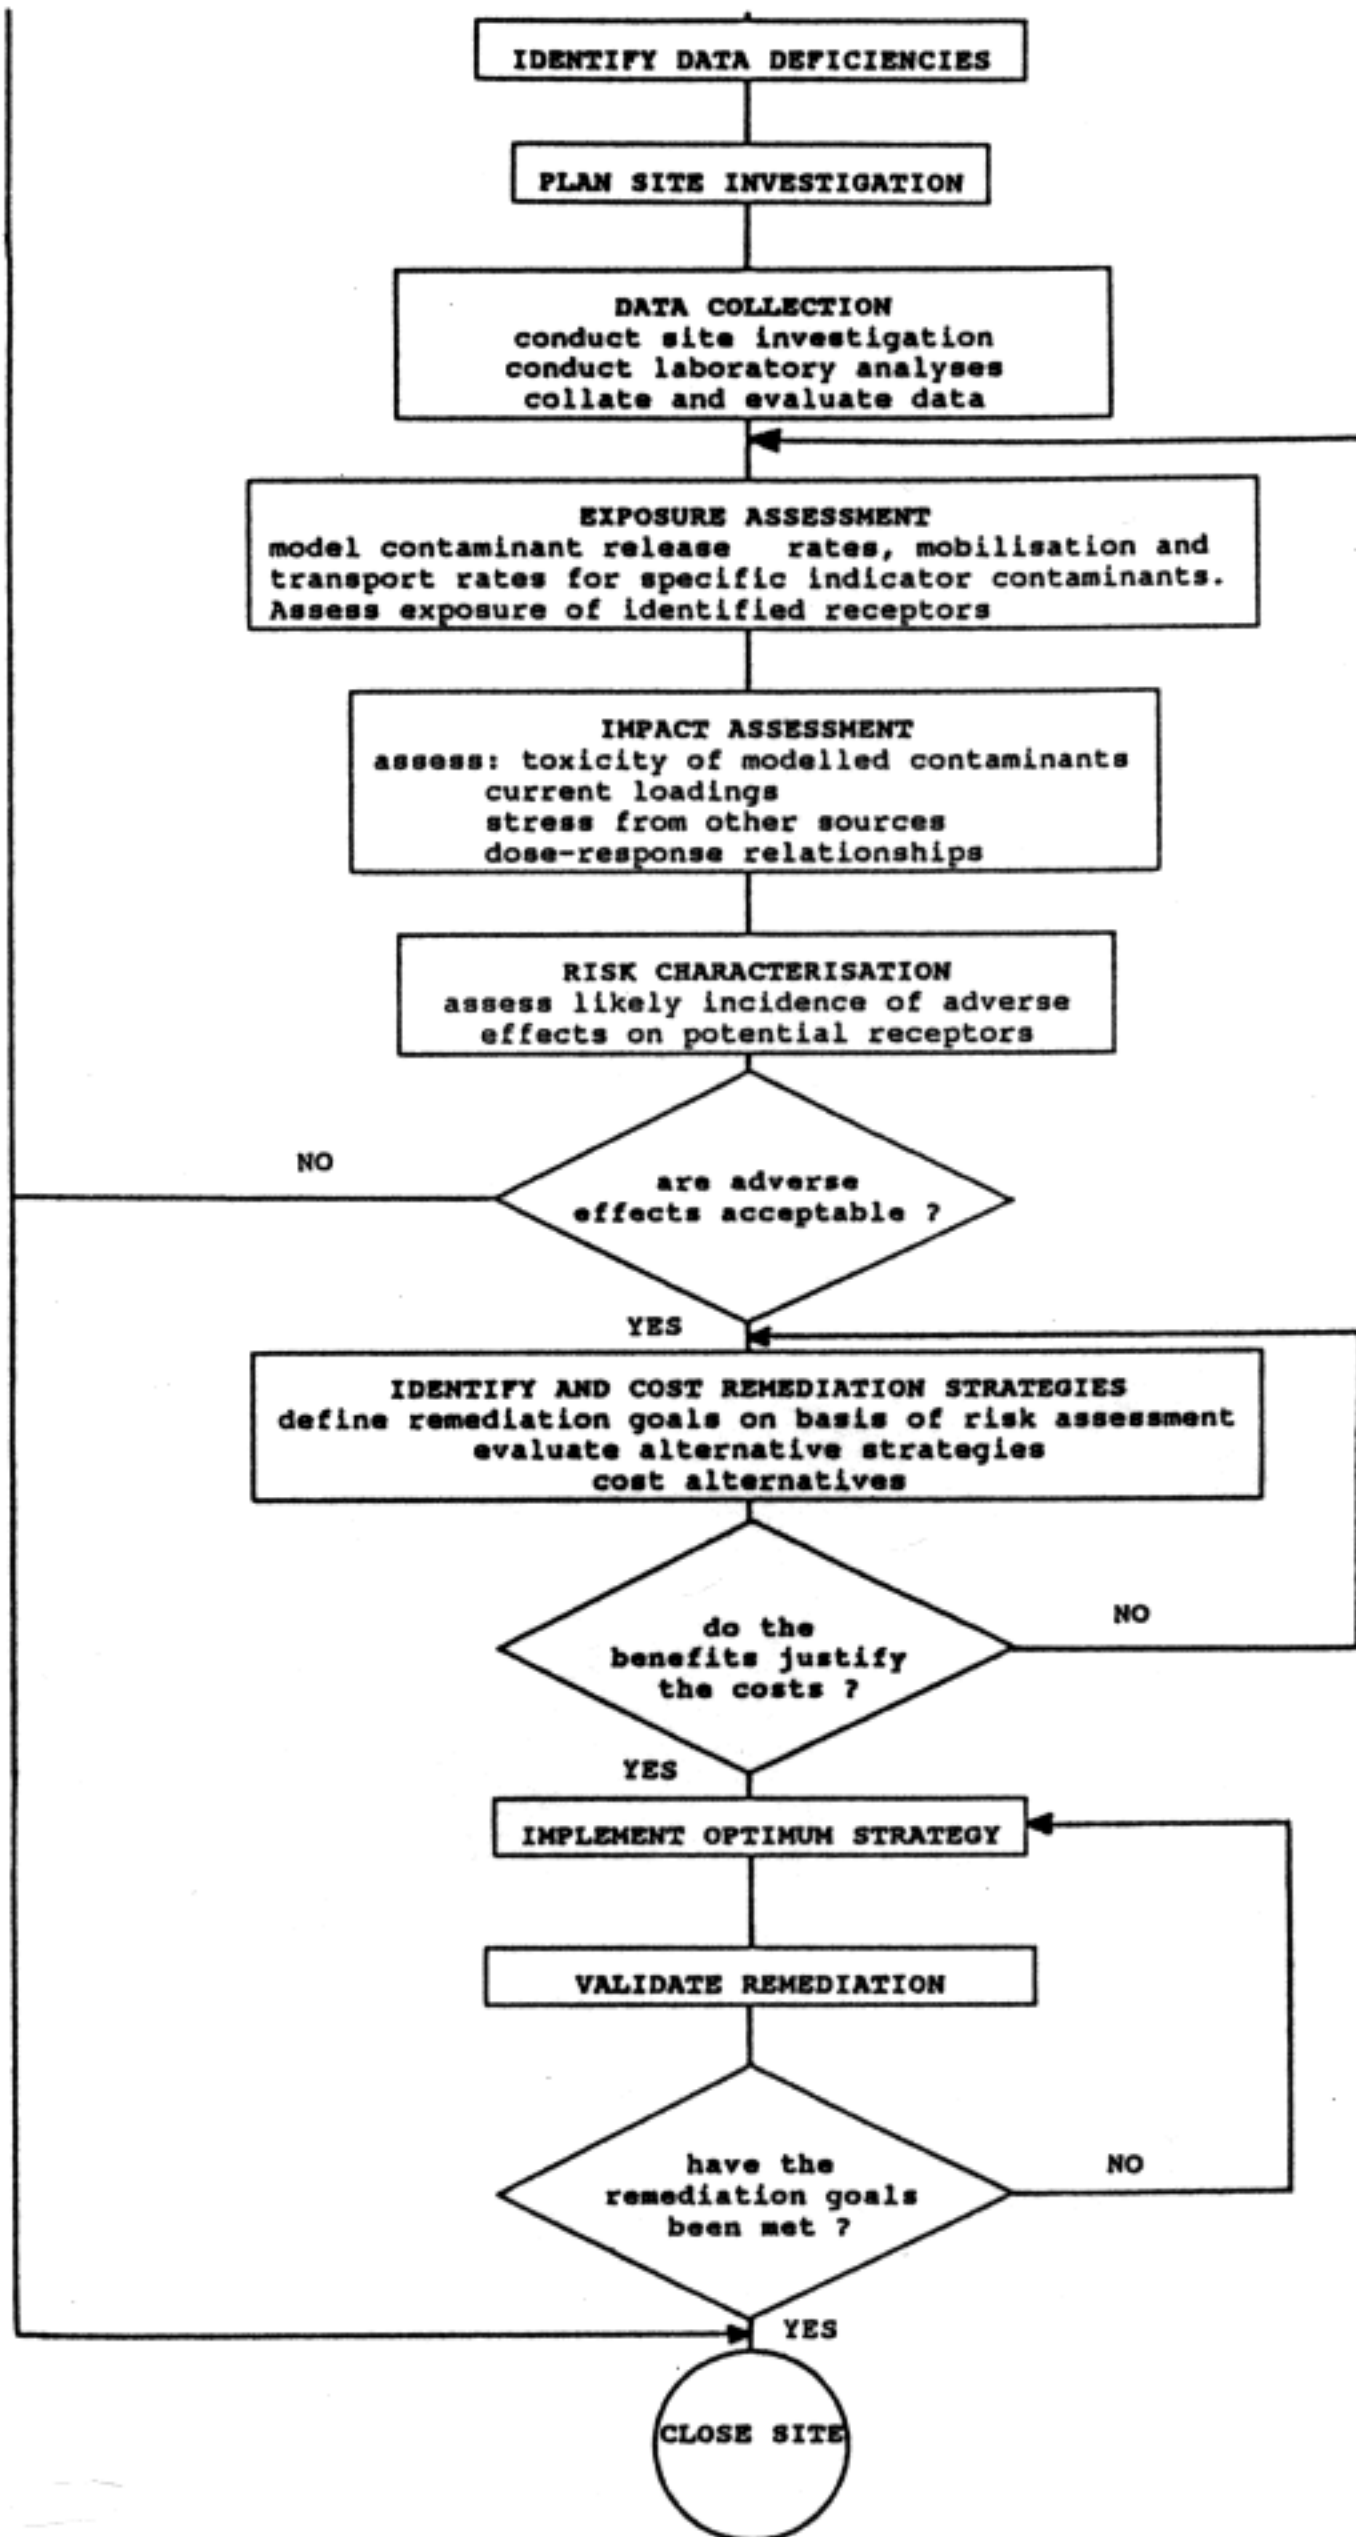 IDENTIFY DATA DEFICIENCIES
PLAN SITE INVESTIGATION
DATA COLLECTION
conduct site investigation
conduct laboratory analyses
collate and evaluate data
EXPOSURE ASSESSMENT
model contaminant release rates, mobilisation and
transport rates for specific indicator contaminants.
Assess exposure of identified receptors
IMPACT ASSESSMENT
assess: toxicity of modelled contaminants
current loadings
stress from other sources
dose-response relationships
RISK CHARACTERISATION
assess likely incidence of adverse
effects on potential receptors
NO
are adverse
effects acceptable ?
YES
IDENTIFY AND COST REMEDIATION STRATEGIES
define remediation goals on basis of risk assessment
evaluate alternative strategies
cost alternatives
do the
benefits justify
the costs ?
NO
YES
IMPLEMENT OPTIMUM STRATEGY
VALIDATE REMEDIATION
have the
remediation goals
been met ?
NO
YES
CLOSE SITE